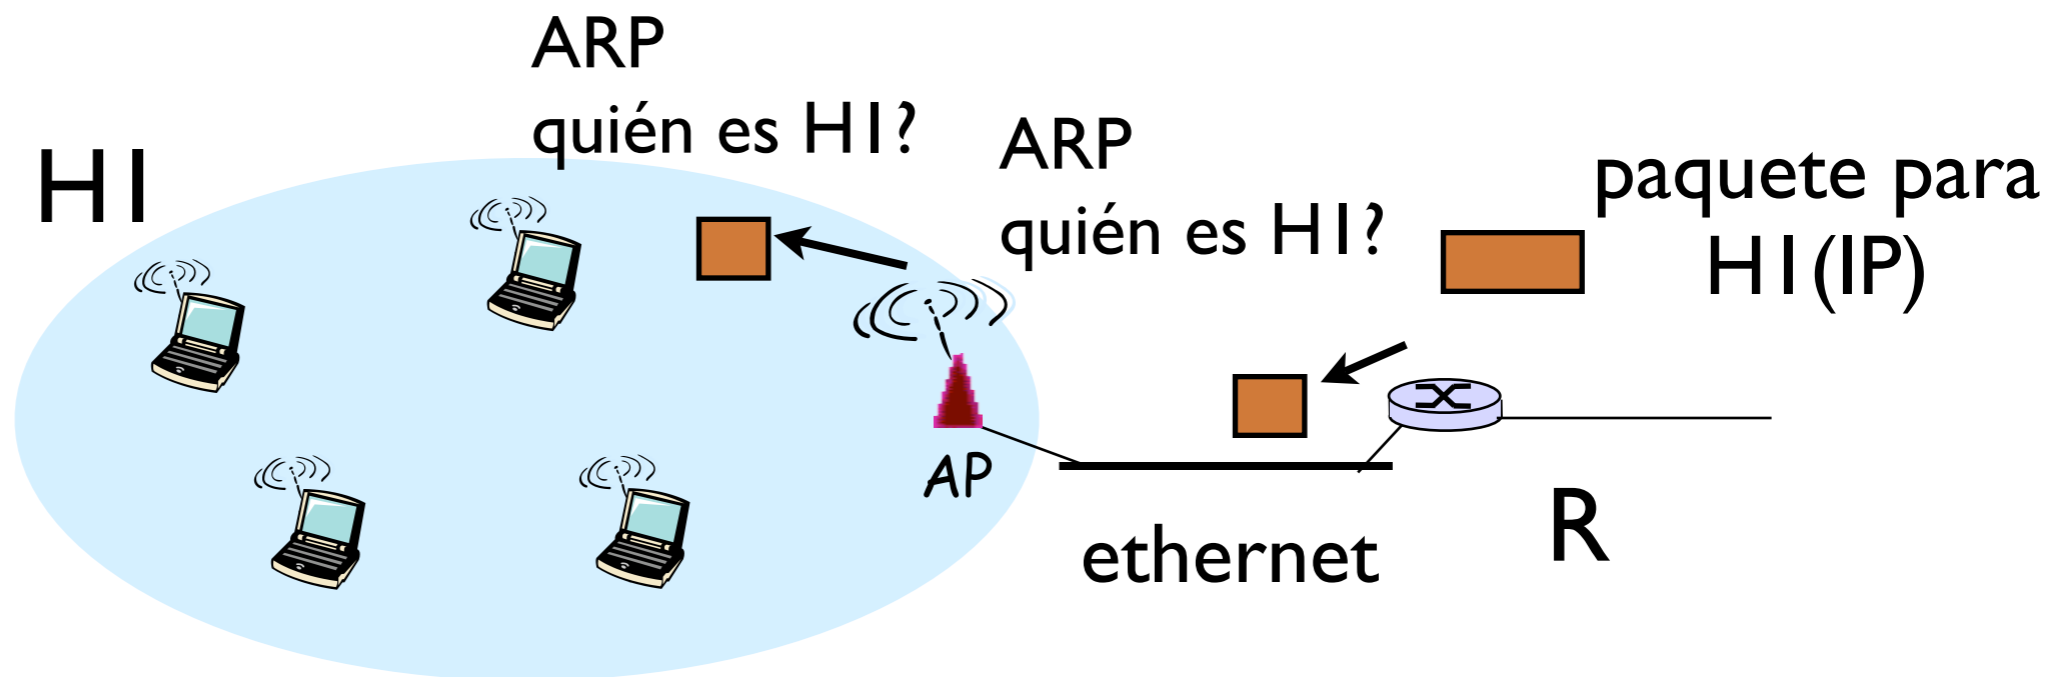 ARP
quién es H1?
H1
ARP
quién es H1?
paquete para
H1(IP)
AP
ethernet
R